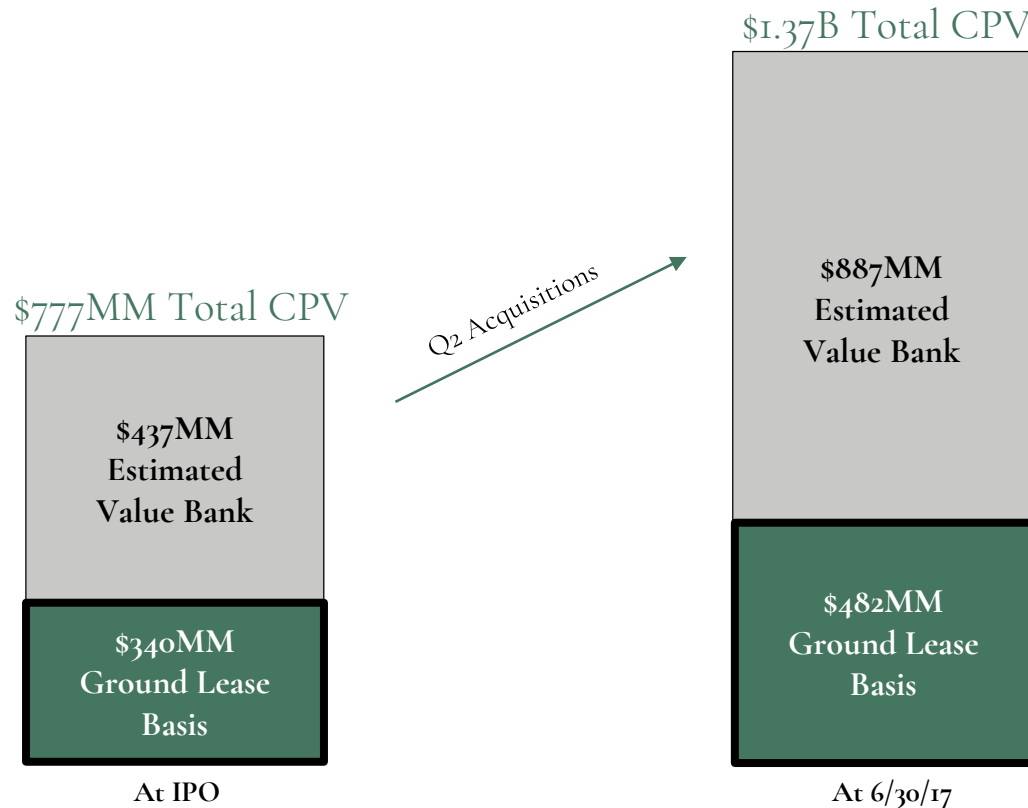 $1.37B Total CPV
$777MM Total CPV
$437MM
Estimated
Value Bank
$340MM
Ground Lease
Basis
At IPO
Q2 Acquisitions
$887MM
Estimated
Value Bank
$482MM
Ground Lease
Basis
At 6/30/17